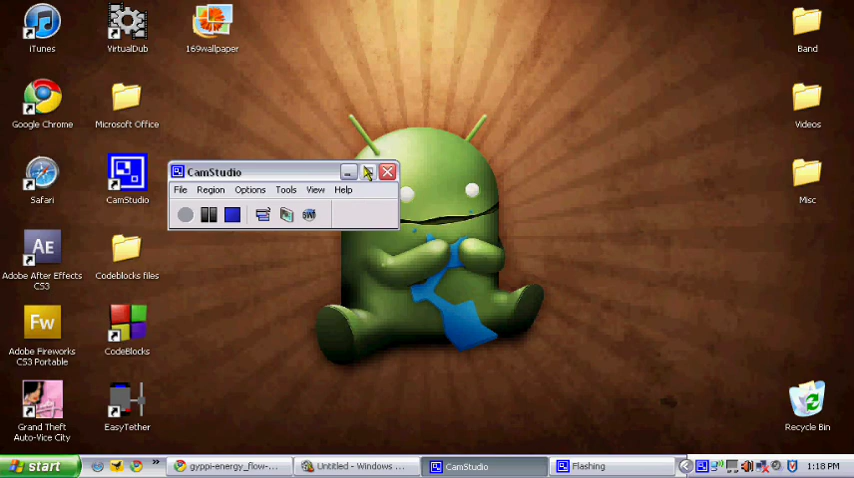 iTunes
VirtualDub
169wallpaper
Band
Google Chrome
Microsoft Office
Videos
CamStudio
File Region Options Tools View Help
Safari
CamStudio
Misc
AE
Adobe After Effects
CS3
Codeblocks files
Fw
Adobe Fireworks
CS3 Portable
CodeBlocks
Grand Theft
Auto-Vice City
EasyTether
Recycle Bin
start
gyppi-energy_flow-...
Untitled - Windows ...
CamStudio
Flashing
1:18 PM